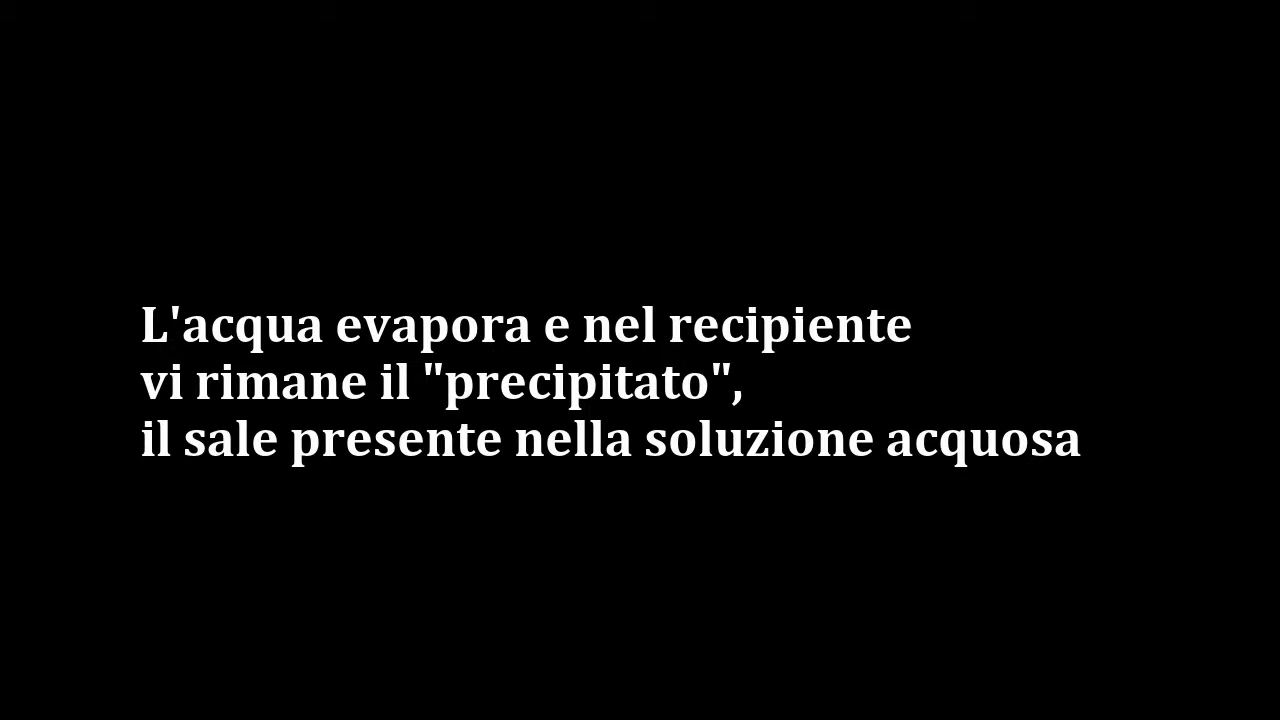 L'acqua evapora e nel recipiente
vi rimane il "precipitato",
il sale presente nella soluzione acquosa